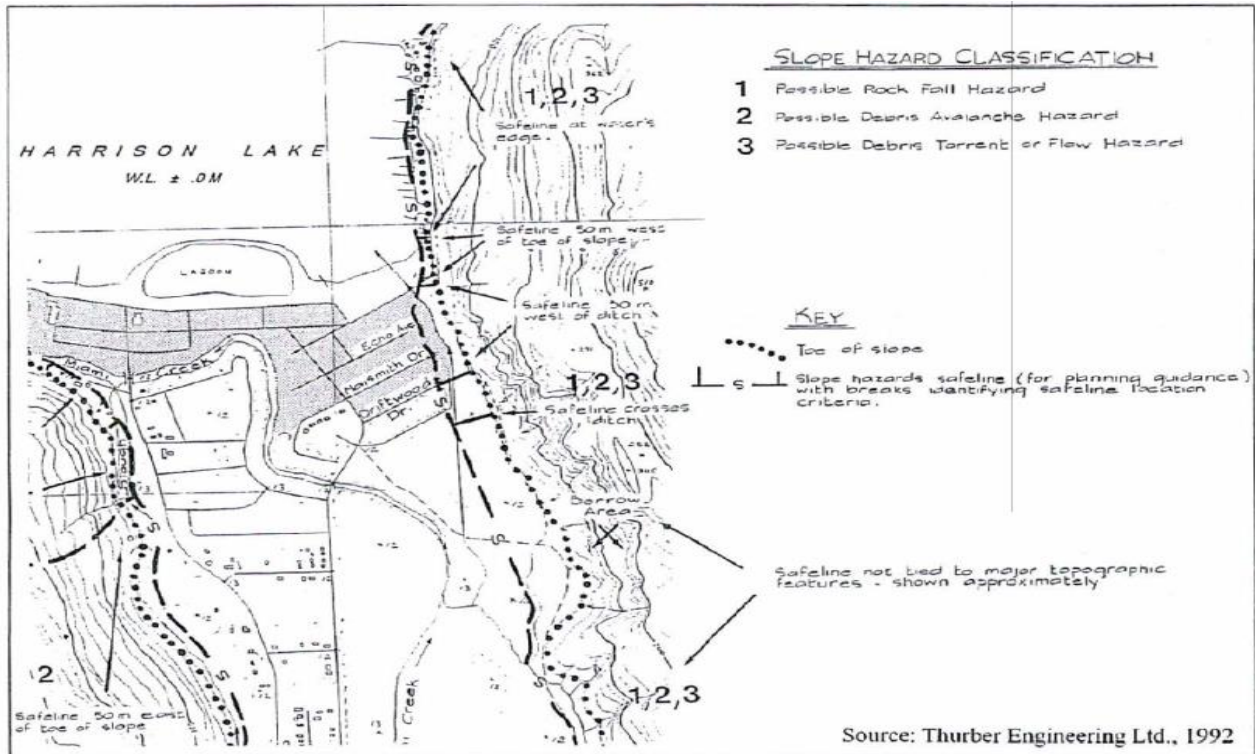 SLOPE HAZARD CLASSIFICATION
1 Possible Rock Fall Hazard
2 Possible Debris Avalanche Hazard
3 Possible Debris Torrent or Flow Hazard
HARRISON LAKE
W.L. ± .0M
1,2,3
Safeline at water's
edge.
S
Safeline 50m west
of toe of slope
LAGOON
Safeline 50m
west of ditch
Echo Ave
Naismith Dr.
Driftwood
Dr.
Miami
Creek
1,2,3
Safeline crosses
ditch
S
KEY
Toe of slope
S
Slope hazards safeline (for planning guidance)
with breaks identifying safeline location
criteria.
Slough
Borrow
Area
S
S
S
Safeline not tied to major topographic
features - shown approximately
2
Safeline 50m east
of toe of slope
S
S
Creek
1,2,3
Source: Thurber Engineering Ltd., 1992